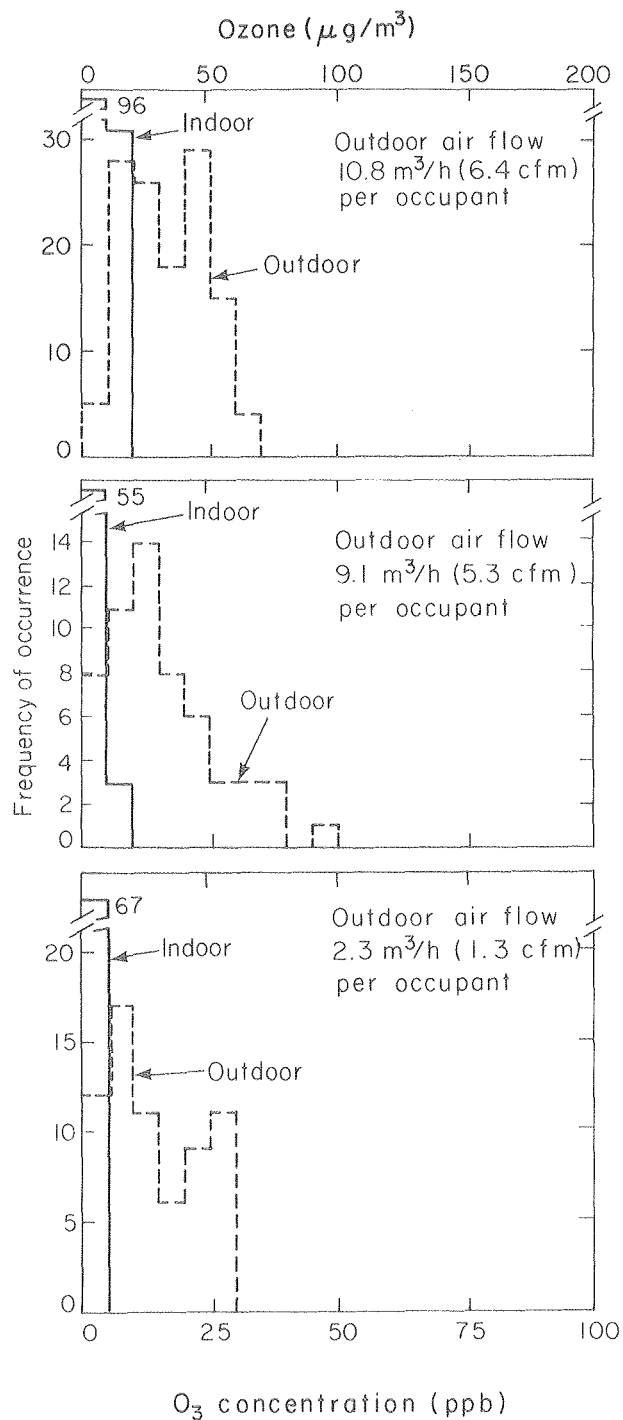 Ozone (μg/m³)
0 50 100 150 200
96
Indoor
30
Outdoor air flow
10.8 m³/h (6.4 cfm)
per occupant
20
Outdoor
10
0
55
Indoor
14
Outdoor air flow
9.1 m³/h (5.3 cfm)
per occupant
12
10
8
Outdoor
6
4
2
0
Frequency of occurrence
67
Outdoor air flow
2.3 m³/h (1.3 cfm)
per occupant
20
Indoor
15
Outdoor
10
5
0
0 25 50 75 100
O₃ concentration (ppb)